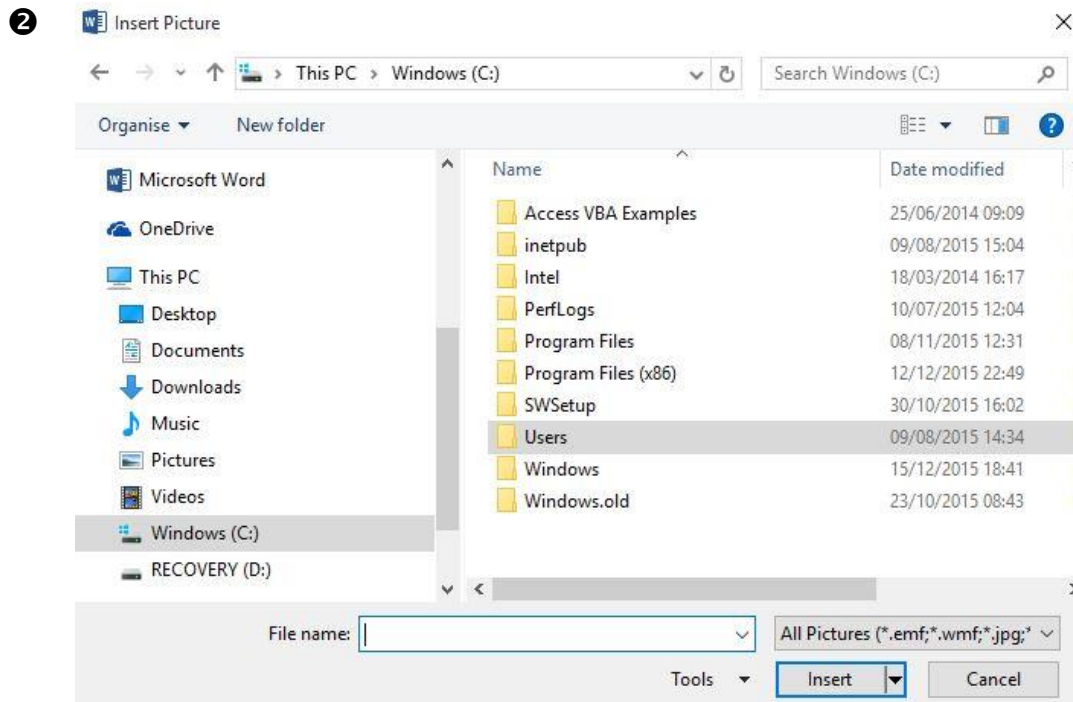 ❷ Insert Picture
This PC > Windows (C:) Search Windows (C:)
Organise New folder
Name Date modified
Microsoft Word
OneDrive
This PC
Desktop
Documents
Downloads
Music
Pictures
Videos
Windows (C:)
RECOVERY (D:)
Access VBA Examples 25/06/2014 09:09
inetpub 09/08/2015 15:04
Intel 18/03/2014 16:17
PerfLogs 10/07/2015 12:04
Program Files 08/11/2015 12:31
Program Files (x86) 12/12/2015 22:49
SWSetup 30/10/2015 16:02
Users 09/08/2015 14:34
Windows 15/12/2015 18:41
Windows.old 23/10/2015 08:43
File name: All Pictures (*.emf;*.wmf;*.jpg;*
Tools Insert Cancel